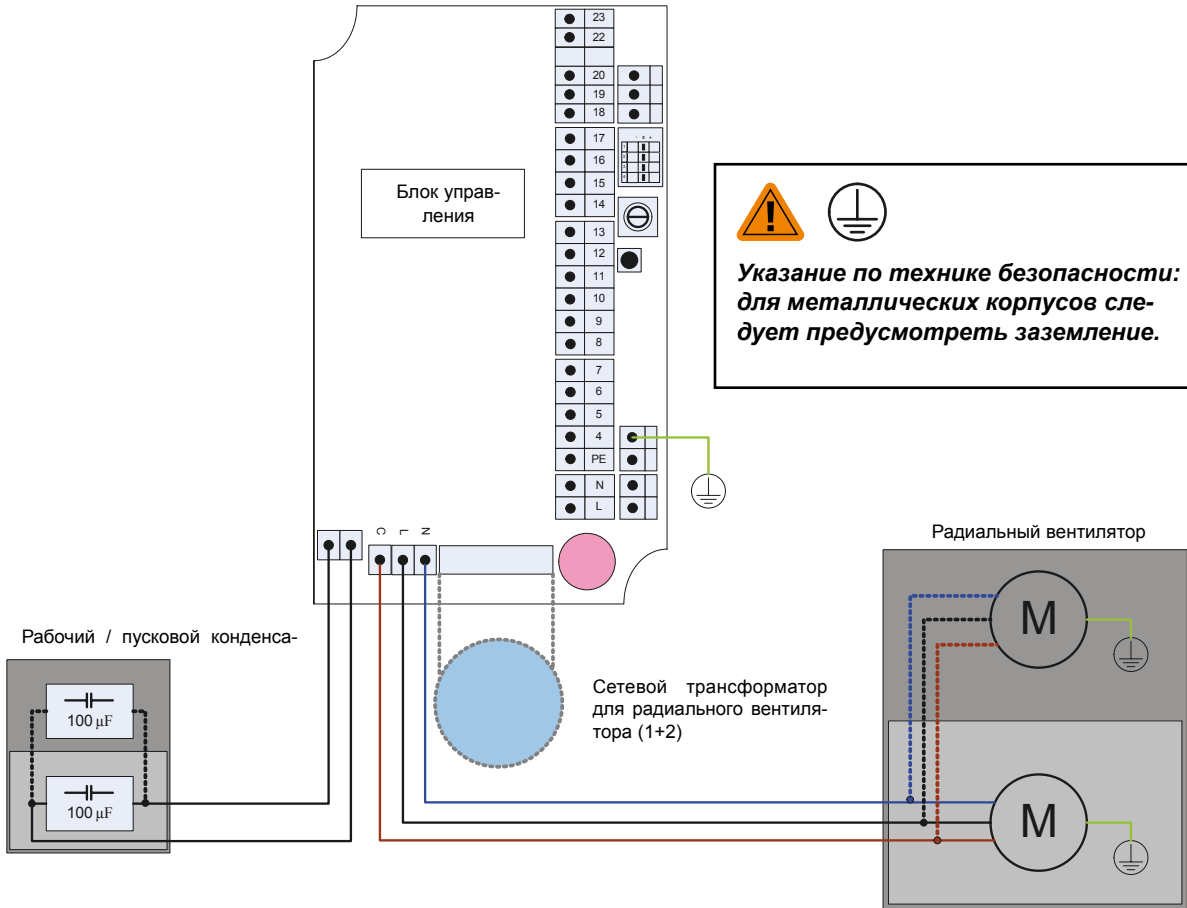 23
22
20
19
18
17
16
15
14
13
12
11
10
9
8
7
6
5
4
PE
N
L
Блок управ-
ления
Указание по технике безопасности:
для металлических корпусов сле-
дует предусмотреть заземление.
C L N
Радиальный вентилятор
M
M
Рабочий / пусковой конденса-
100 µF
100 µF
Сетевой трансформатор
для радиального вентиля-
тора (1+2)